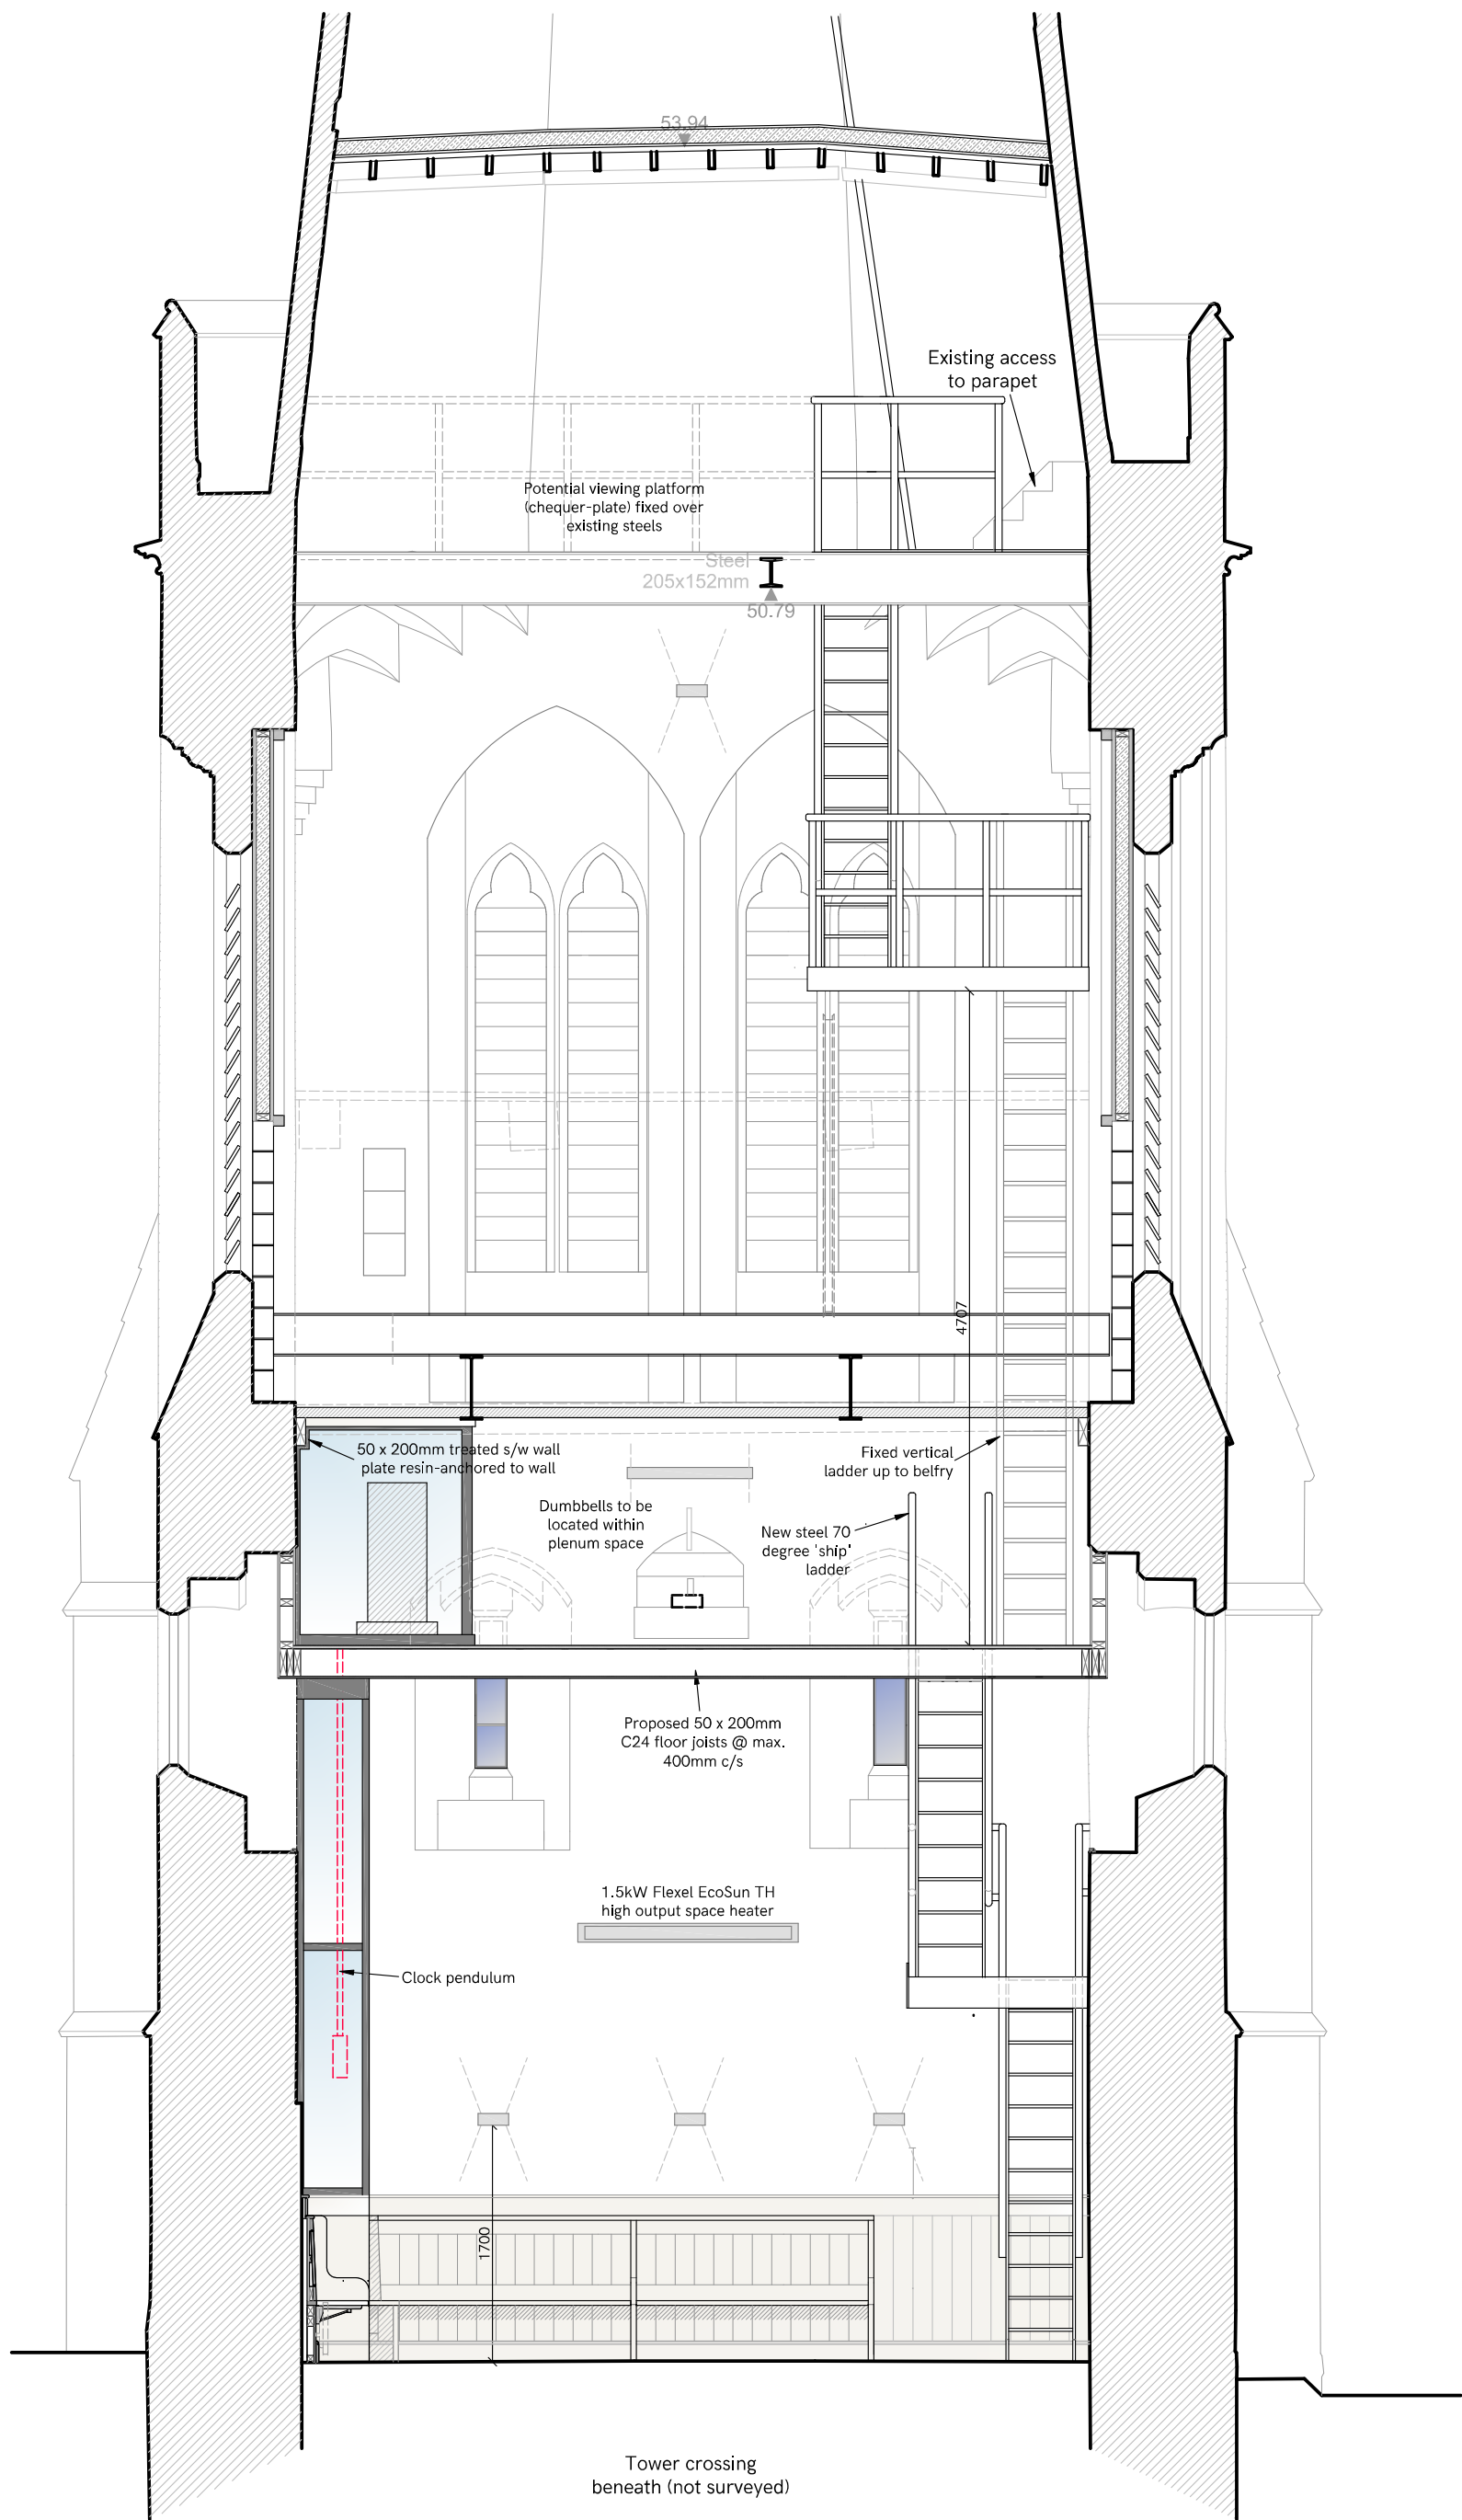 53.94
Existing access
to parapet
Potential viewing platform
(chequer-plate) fixed over
existing steels
Steel
205x152mm
50.79
4707
50 x 200mm treated s/w wall
plate resin-anchored to wall
Fixed vertical
ladder up to belfry
Dumbbells to be
located within
plenum space
New steel 70
degree 'ship'
ladder
Proposed 50 x 200mm
C24 floor joists @ max.
400mm c/s
1.5kW Flexel EcoSun TH
high output space heater
Clock pendulum
1700
Tower crossing
beneath (not surveyed)